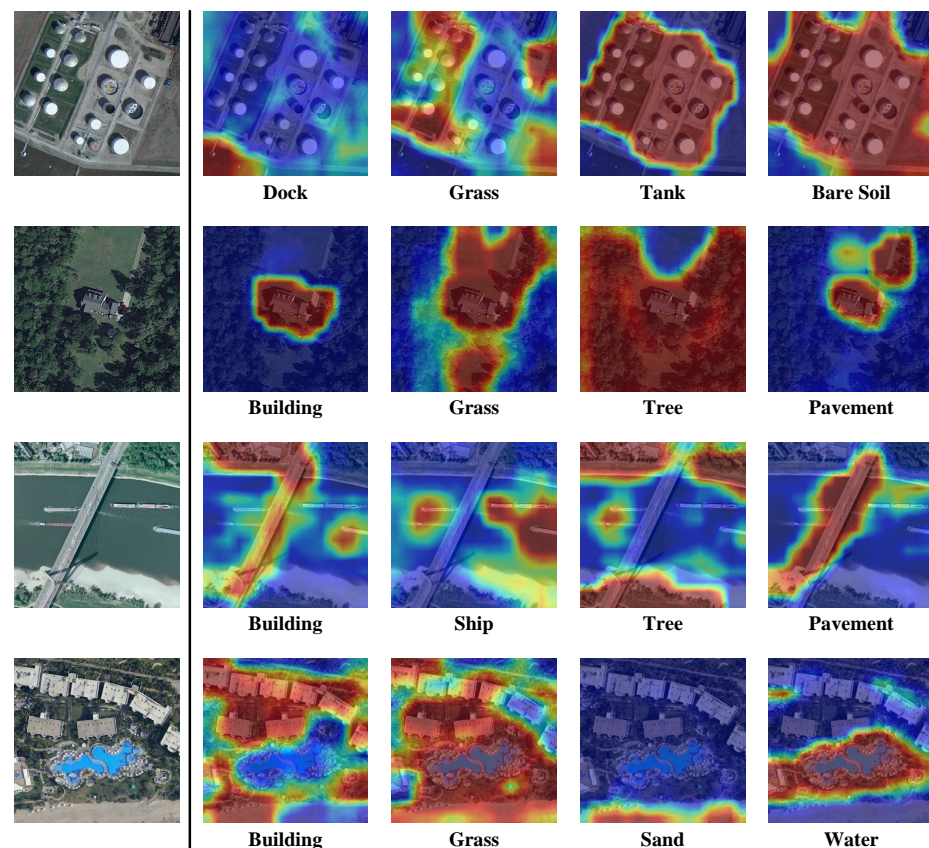 Dock Grass Tank Bare Soil
Building Grass Tree Pavement
Building Ship Tree Pavement
Building Grass Sand Water